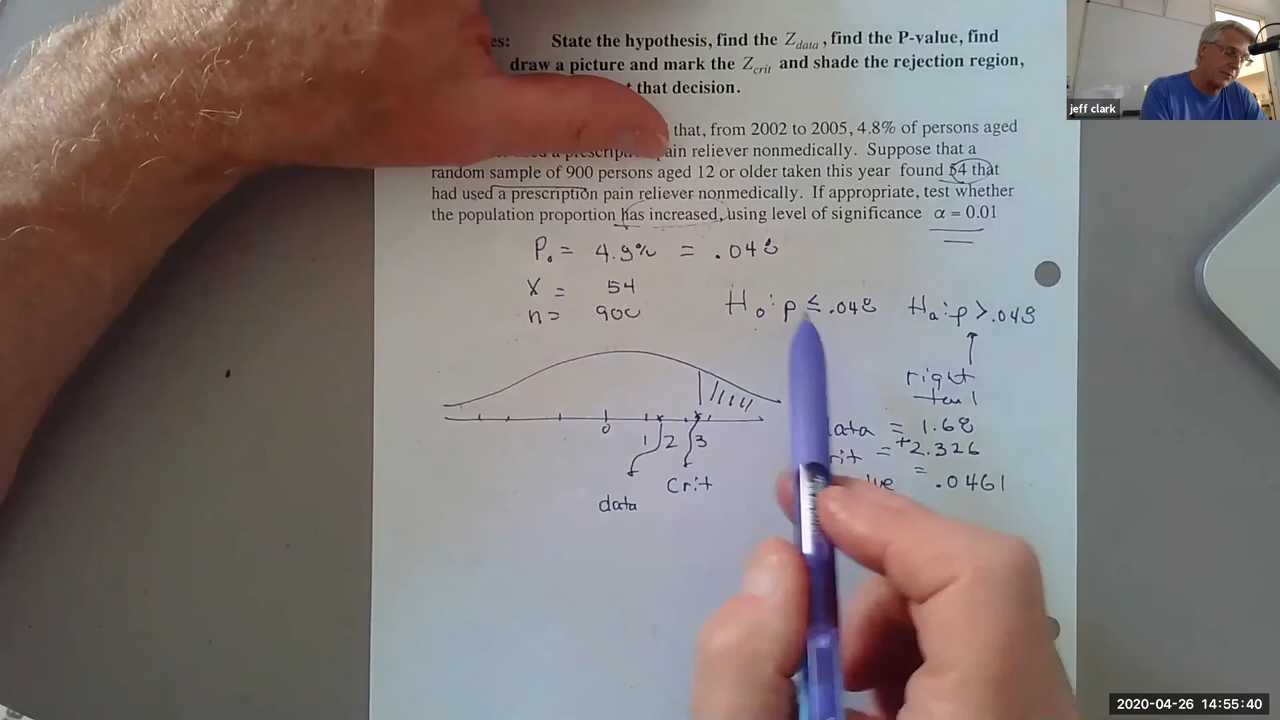 es: State the hypothesis, find the Z_data, find the P-value, find
draw a picture and mark the Z_crit and shade the rejection region,
that decision.
that, from 2002 to 2005, 4.8% of persons aged
pain reliever nonmedically. Suppose that a
random sample of 900 persons aged 12 or older taken this year found 54 that
had used a prescription pain reliever nonmedically. If appropriate, test whether
the population proportion has increased, using level of significance α = 0.01
P₀ = 4.8% = .048
X = 54
n = 900
H₀: p ≤ .048 Hₐ: p > .048
right
tail
0 1 2 3
data
Crit
data = 1.68
rit = +2.326
lue = .0461
jeff clark
2020-04-26 14:55:40